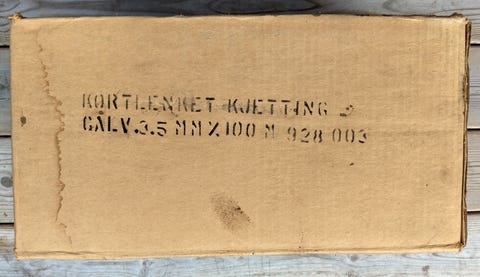 KORTLENKET KJETTING
GALV. 3.5 MM X 100 M 928 003